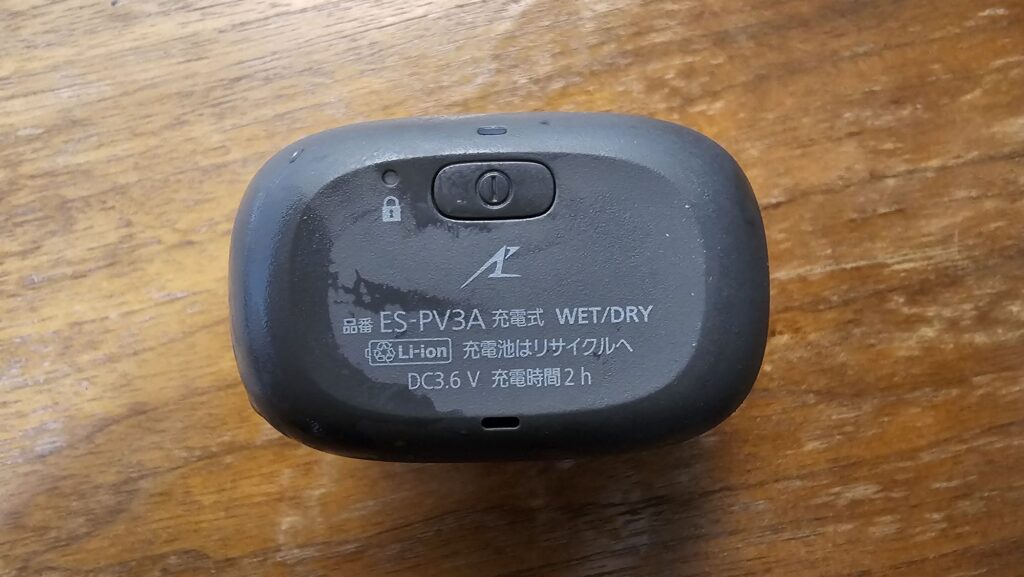 品番 ES-PV3A 充電式 WET/DRY
Li-ion 充電池はリサイクルへ
DC3.6 V 充電時間2h